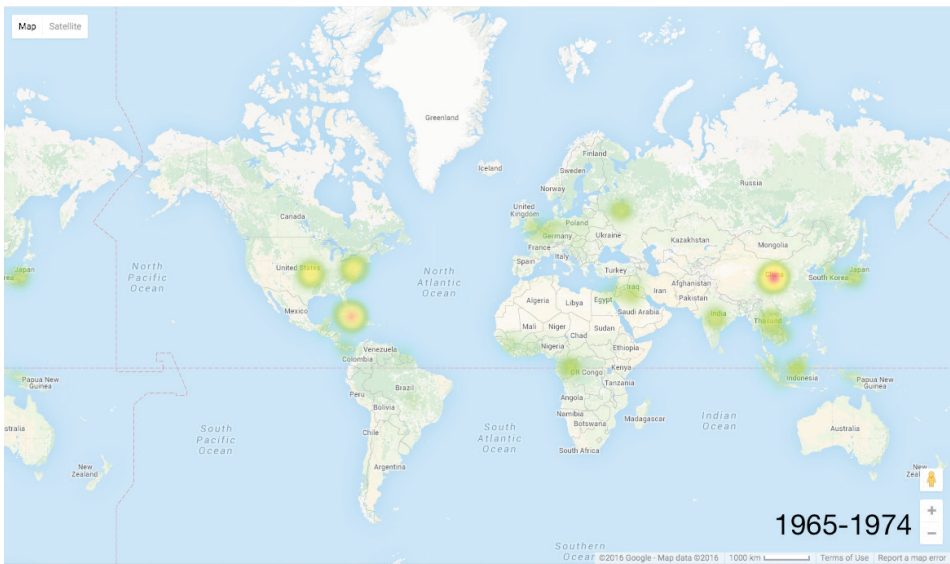 Map Satellite
Greenland
Iceland
Finland
Sweden
Norway
Russia
United
Kingdom
Poland
Germany
Ukraine
France
Canada
Kazakhstan
Mongolia
Spain
Italy
Turkey
China
Japan
South Korea
Japan
United States
North
Pacific
Ocean
North
Atlantic
Ocean
Afghanistan
Iraq
Iran
Pakistan
Algeria
Libya
Egypt
Saudi Arabia
Mexico
India
Thailand
Mali
Niger
Sudan
Chad
Nigeria
Ethiopia
Venezuela
Colombia
DR Congo
Kenya
Tanzania
Indonesia
Papua New
Guinea
Papua New
Guinea
Peru
Brazil
Bolivia
Angola
Namibia
Botswana
Madagascar
South Africa
Chile
Argentina
South
Pacific
Ocean
South
Atlantic
Ocean
Indian
Ocean
Australia
stralia
New
Zealand
New
1965-1974
Southern
Ocean
©2016 Google - Map data ©2016 1000 km Terms of Use Report a map error